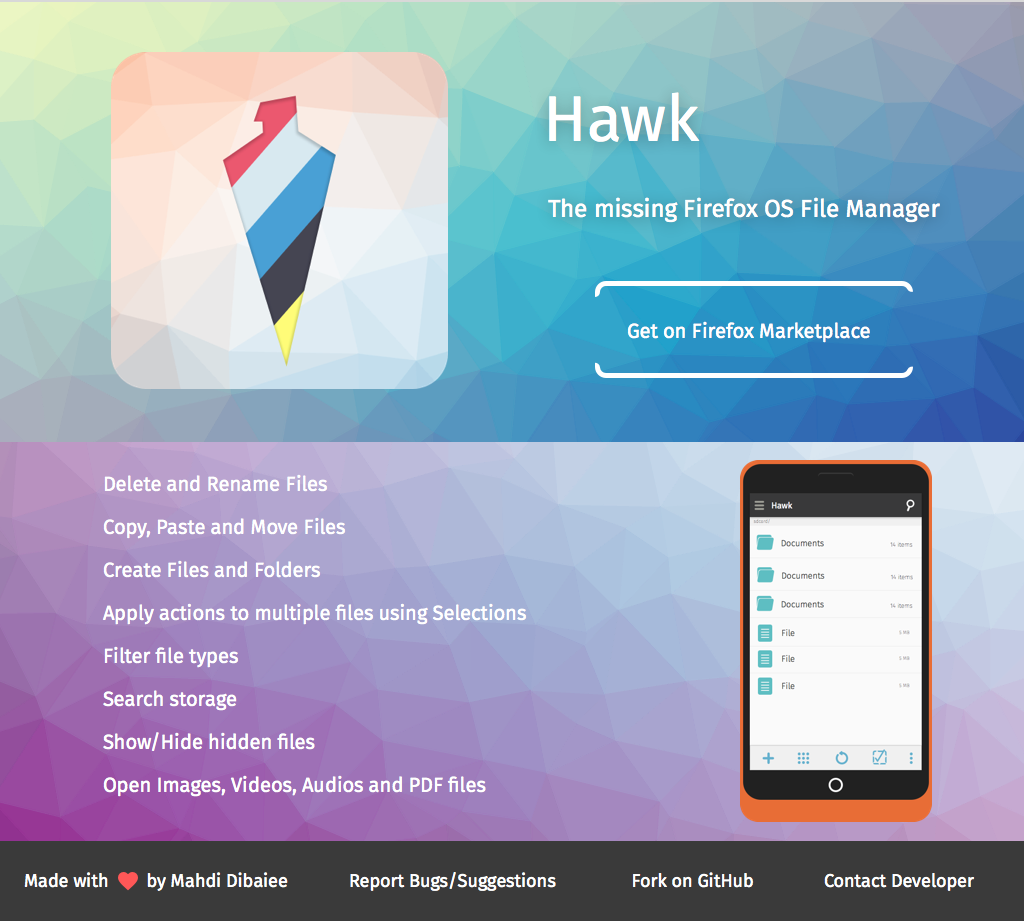 Hawk
The missing Firefox OS File Manager
Get on Firefox Marketplace
Delete and Rename Files
Copy, Paste and Move Files
Create Files and Folders
Apply actions to multiple files using Selections
Filter file types
Search storage
Show/Hide hidden files
Open Images, Videos, Audios and PDF files
Hawk
Documents 14 items
Documents 14 items
Documents 14 items
File 5 MB
File 5 MB
File 5 MB
Made with ❤ by Mahdi Dibaiee Report Bugs/Suggestions Fork on GitHub Contact Developer